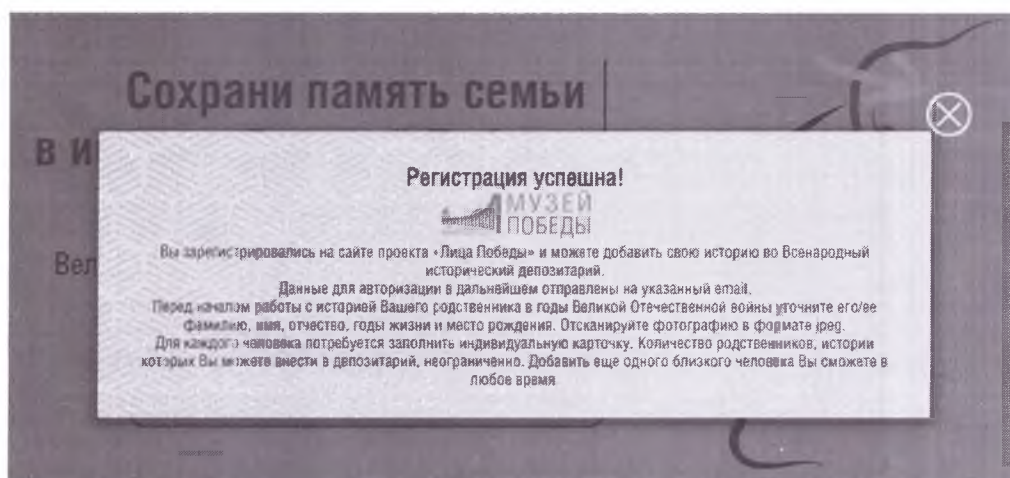 Сохрани память семьи
в и
Регистрация успешна!
МУЗЕЙ
ПОБЕДЫ
Вел
Вы зарегистрировались на сайте проекта «Лица Победы» и можете добавить свою историю во Всенародный
исторический депозитарий.
Данные для авторизации в дальнейшем отправлены на указанный email.
Перед началом работы с историей Вашего родственника в годы Великой Отечественной войны уточните его/ее
фамилию, имя, отчество, годы жизни и место рождения. Отсканируйте фотографию в формате jpeg.
Для каждого человека потребуется заполнить индивидуальную карточку. Количество родственников, истории
которых Вы можете внести в депозитарий, неограниченно. Добавить еще одного близкого человека Вы сможете в
любое время